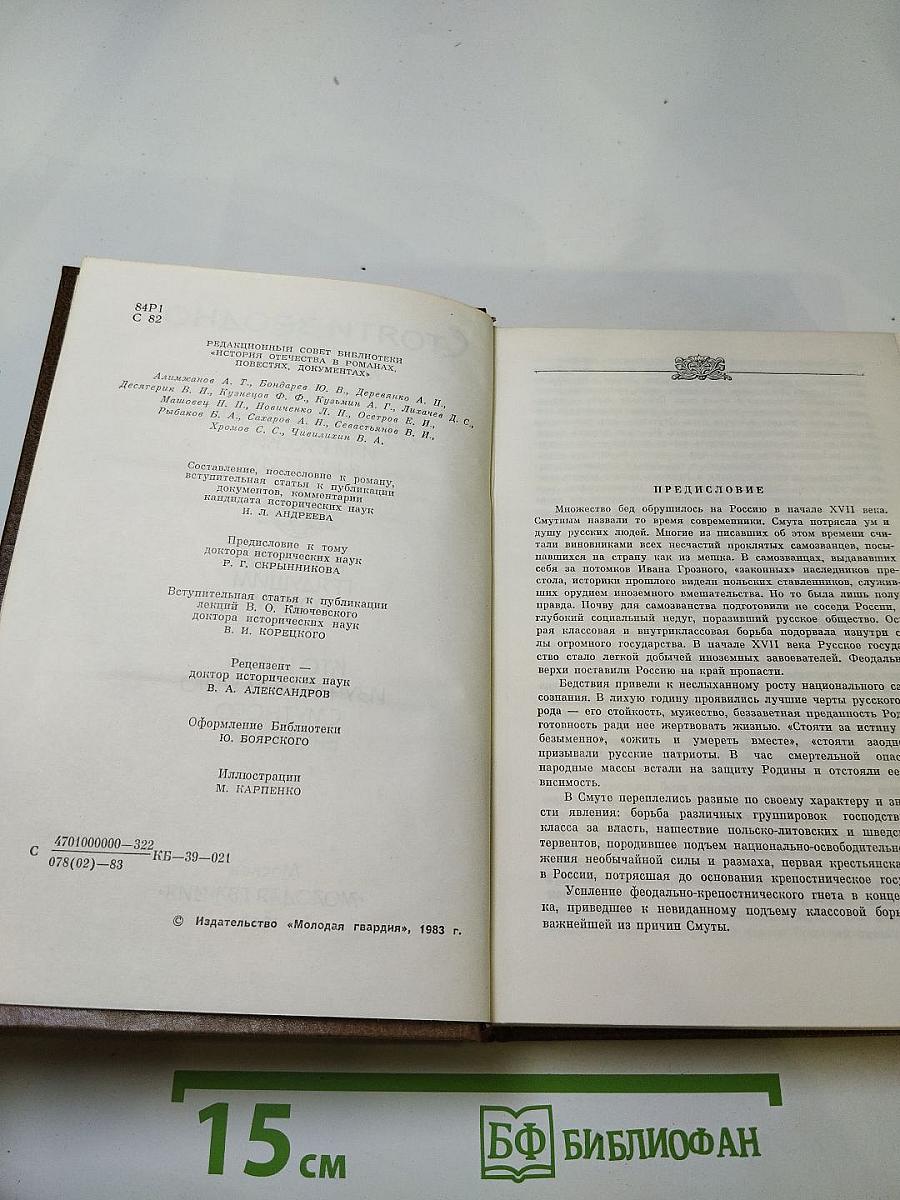 84Р1
С 82
РЕДАКЦИОННЫЙ СОВЕТ БИБЛИОТЕКИ
«ИСТОРИЯ ОТЕЧЕСТВА В РОМАНАХ,
ПОВЕСТЯХ, ДОКУМЕНТАХ»
Алимжанов А. Т., Бондарев Ю. В., Деревянко А. П.,
Десятерик В. И., Кузнецов Ф. Ф., Кузьмин А. Г., Лихачев Д. С.,
Машовец Н. П., Новиченко Л. Н., Осетров Е. И.,
Рыбаков Б. А., Сахаров А. Н., Севастьянов В. И.,
Хромов С. С., Чивилихин В. А.
Составление, послесловие к роману,
вступительная статья к публикации
документов, комментарии
кандидата исторических наук
И. Л. АНДРЕЕВА
Предисловие к тому
доктора исторических наук
Р. Г. СКРЫННИКОВА
Вступительная статья к публикации
лекций В. О. Ключевского
доктора исторических наук
В. И. КОРЕЦКОГО
Рецензент —
доктор исторических наук
В. А. АЛЕКСАНДРОВ
Оформление Библиотеки
Ю. БОЯРСКОГО
Иллюстрации
М. КАРПЕНКО
С 4701000000—322
078(02)—83 КБ—39—021
© Издательство «Молодая гвардия», 1983 г.
ПРЕДИСЛОВИЕ
Множество бед обрушилось на Россию в начале XVII века.
Смутным назвали то время современники. Смута потрясла ум и
душу русских людей. Многие из писавших об этом времени счи-
тали виновниками всех несчастий проклятых самозванцев, посы-
павшихся на страну как из мешка. В самозванцах, выдававших
себя за потомков Ивана Грозного, «законных» наследников пре-
стола, историки прошлого видели польских ставленников, служив-
ших орудием иноземного вмешательства. Но то была лишь полу
правда. Почву для самозванства подготовили не соседи России,
глубокий социальный недуг, поразивший русское общество. Ост
рая классовая и внутриклассовая борьба подорвала изнутри с
лы огромного государства. В начале XVII века Русское госуда
ство стало легкой добычей иноземных завоевателей. Феодальн
верхи поставили Россию на край пропасти.
Бедствия привели к неслыханному росту национального са
сознания. В лихую годину проявились лучшие черты русского
рода — его стойкость, мужество, беззаветная преданность Род
готовность ради нее жертвовать жизнью. «Стояти за истину
безыменно», «ожить и умереть вместе», «стояти заодн
призывали русские патриоты. В час смертельной опас
народные массы встали на защиту Родины и отстояли ее
висимость.
В Смуте переплелись разные по своему характеру и зн
сти явления: борьба различных группировок господств
класса за власть, нашествие польско-литовских и шведс
тервентов, породившее подъем национально-освободительно
жения необычайной силы и размаха, первая крестьянска
в России, потрясшая до основания крепостническое госу
Усиление феодально-крепостнического гнета в конце
ка, приведшее к невиданному подъему классовой борь
важнейшей из причин Смуты.
15 см
БФ БИБЛИОФАН